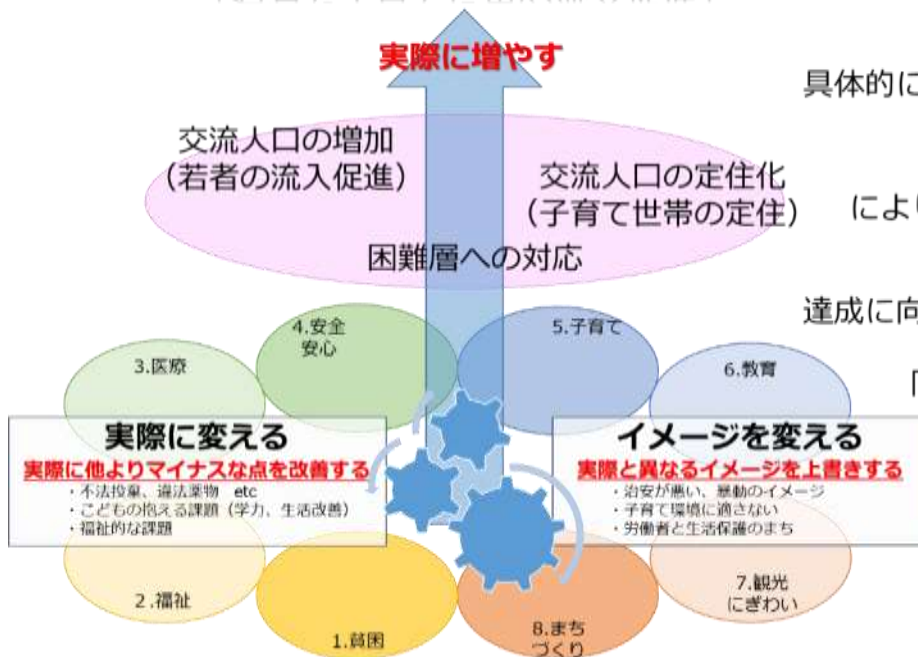 実際に増やす
具体的に
交流人口の増加
(若者の流入促進)
交流人口の定住化
(子育て世帯の定住)
により
困難層への対応
達成に向
4.安全
安心
5.子育て
3.医療
6.教育
「
実際に変える
実際に他よりマイナスな点を改善する
・不法投棄、違法薬物 etc
・こどもの抱える課題(学力、生活改善)
・福祉的な課題
イメージを変える
実際と異なるイメージを上書きする
・治安が悪い、暴動のイメージ
・子育て環境に適さない
・労働者と生活保護のまち
2.福祉
1.貧困
8.まち
づくり
7.観光
にぎわい